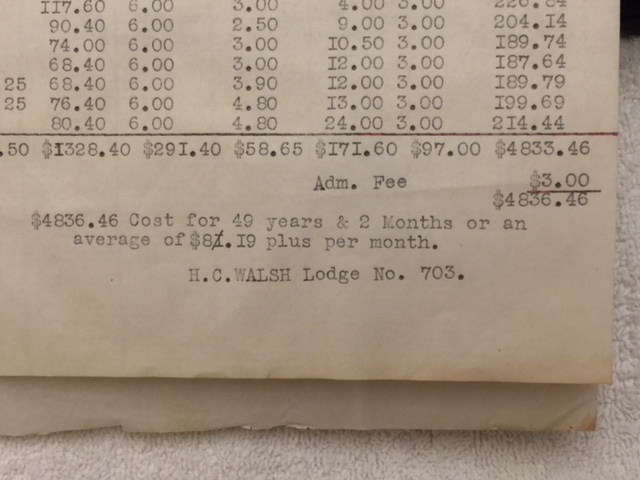 117.60 6.00 3.00 4.00 3.00
90.40 6.00 2.50 9.00 3.00 204.14
74.00 6.00 3.00 10.50 3.00 189.74
68.40 6.00 3.00 12.00 3.00 187.64
25 68.40 6.00 3.90 12.00 3.00 189.79
25 76.40 6.00 4.80 13.00 3.00 199.69
80.40 6.00 4.80 24.00 3.00 214.44
.50 $1328.40 $291.40 $58.65 $171.60 $97.00 $4833.46
Adm. Fee $3.00
$4836.46
$4836.46 Cost for 49 years & 2 Months or an
average of $8.19 plus per month.
H.C.WALSH Lodge No. 703.